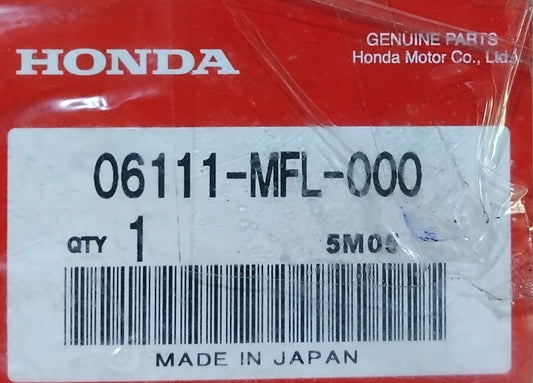 HONDA
GENUINE PARTS
Honda Motor Co., Ltd.
06111-MFL-000
QTY 1
5M05
MADE IN JAPAN